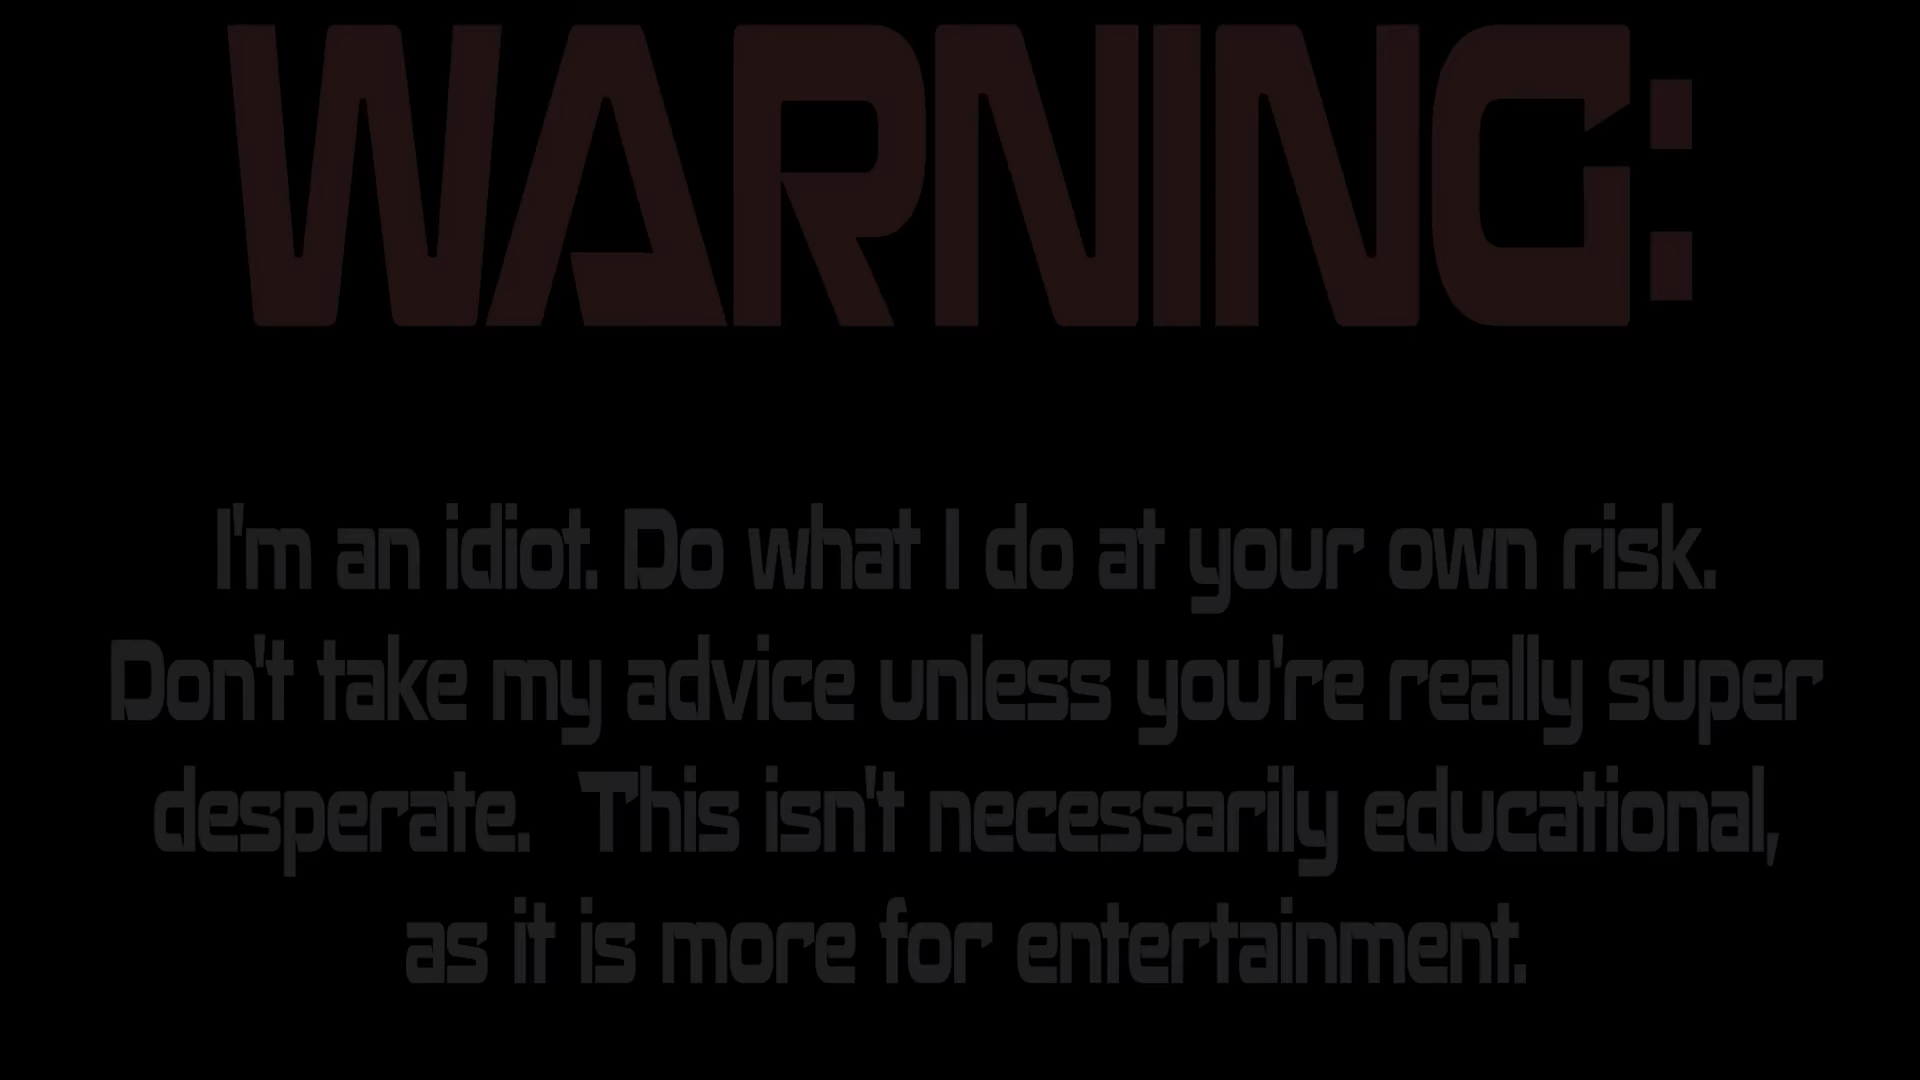 WARNING:
I'm an idiot. Do what I do at your own risk.
Don't take my advice unless you're really super
desperate.  This isn't necessarily educational,
as it is more for entertainment.